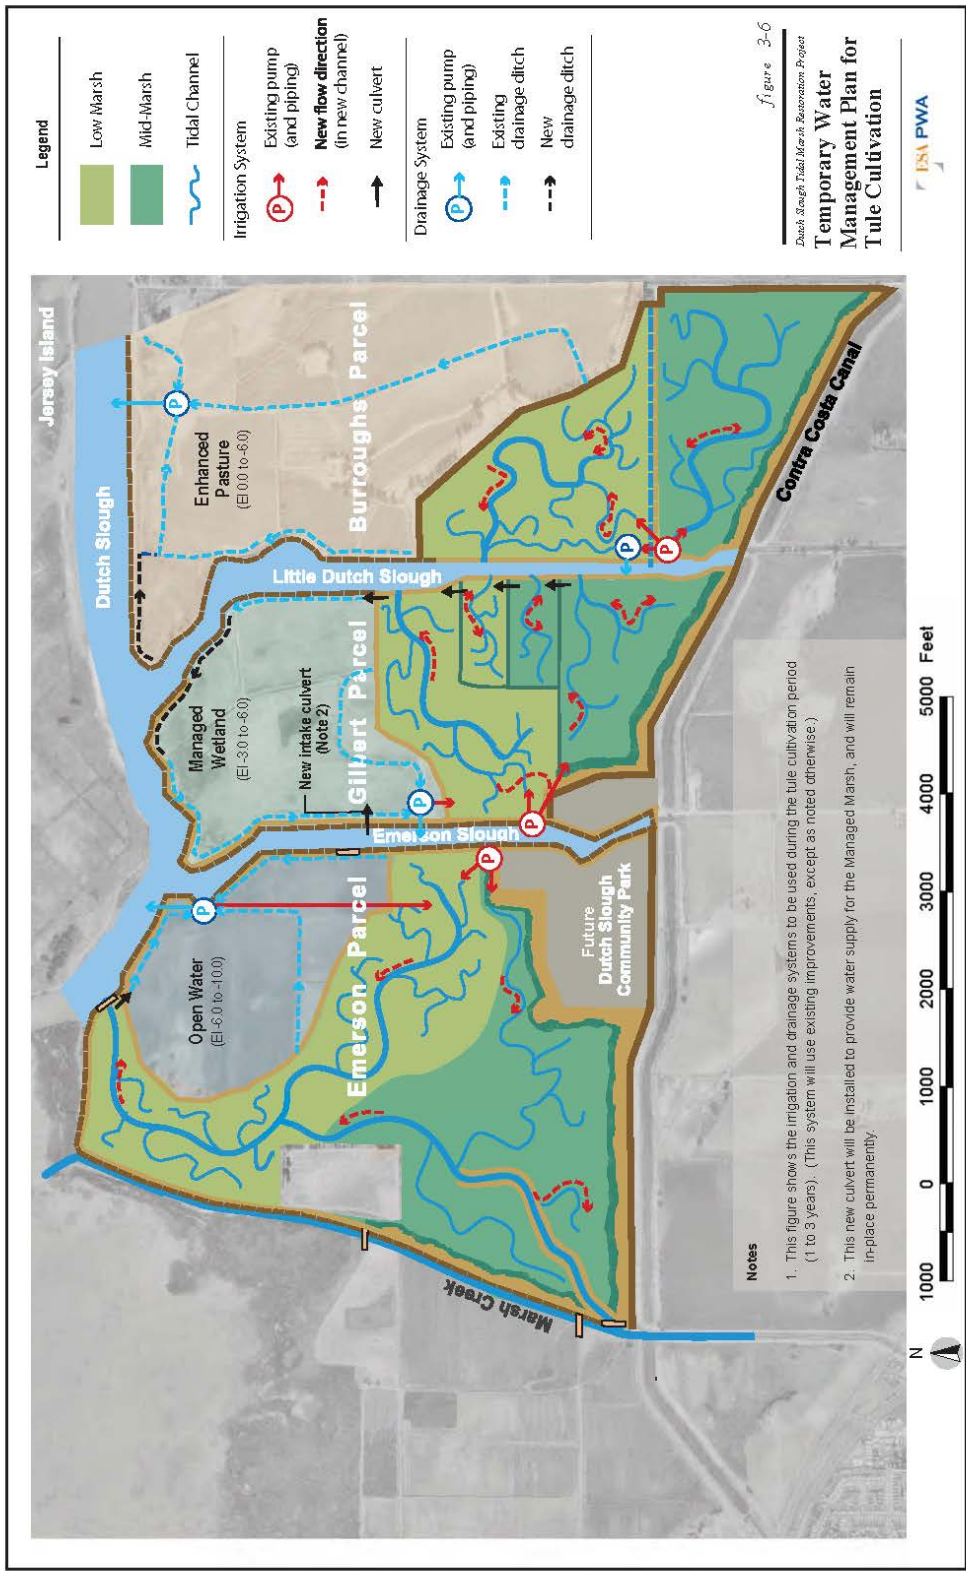 Jersey Island
Dutch Slough
Enhanced
Pasture
(El 0.0 to -6.0)
Burroughs Parcel
Little Dutch Slough
Managed
Wetland
(El -3.0 to -6.0)
New intake culvert
(Note 2)
Gilbert Parcel
Emerson Slough
Open Water
(El -6.0 to -10.0)
Emerson Parcel
Future
Dutch Slough
Community Park
Marsh Creek
Contra Costa Canal
P
P
P
P
P
P
P
Notes
1. This figure shows the irrigation and drainage systems to be used during the tule cultivation period
(1 to 3 years). (This system will use existing improvements, except as noted otherwise.)
2. This new culvert will be installed to provide water supply for the Managed Marsh, and will remain
in-place permanently.
N
1000 0 1000 2000 3000 4000 5000 Feet
Legend
Low Marsh
Mid-Marsh
Tidal Channel
Irrigation System
P
Existing pump
(and piping)
New flow direction
(in new channel)
New culvert
Drainage System
P
Existing pump
(and piping)
Existing
drainage ditch
New
drainage ditch
figure 3-6
Dutch Slough Tidal Marsh Restoration Project
Temporary Water
Management Plan for
Tule Cultivation
ESA PWA